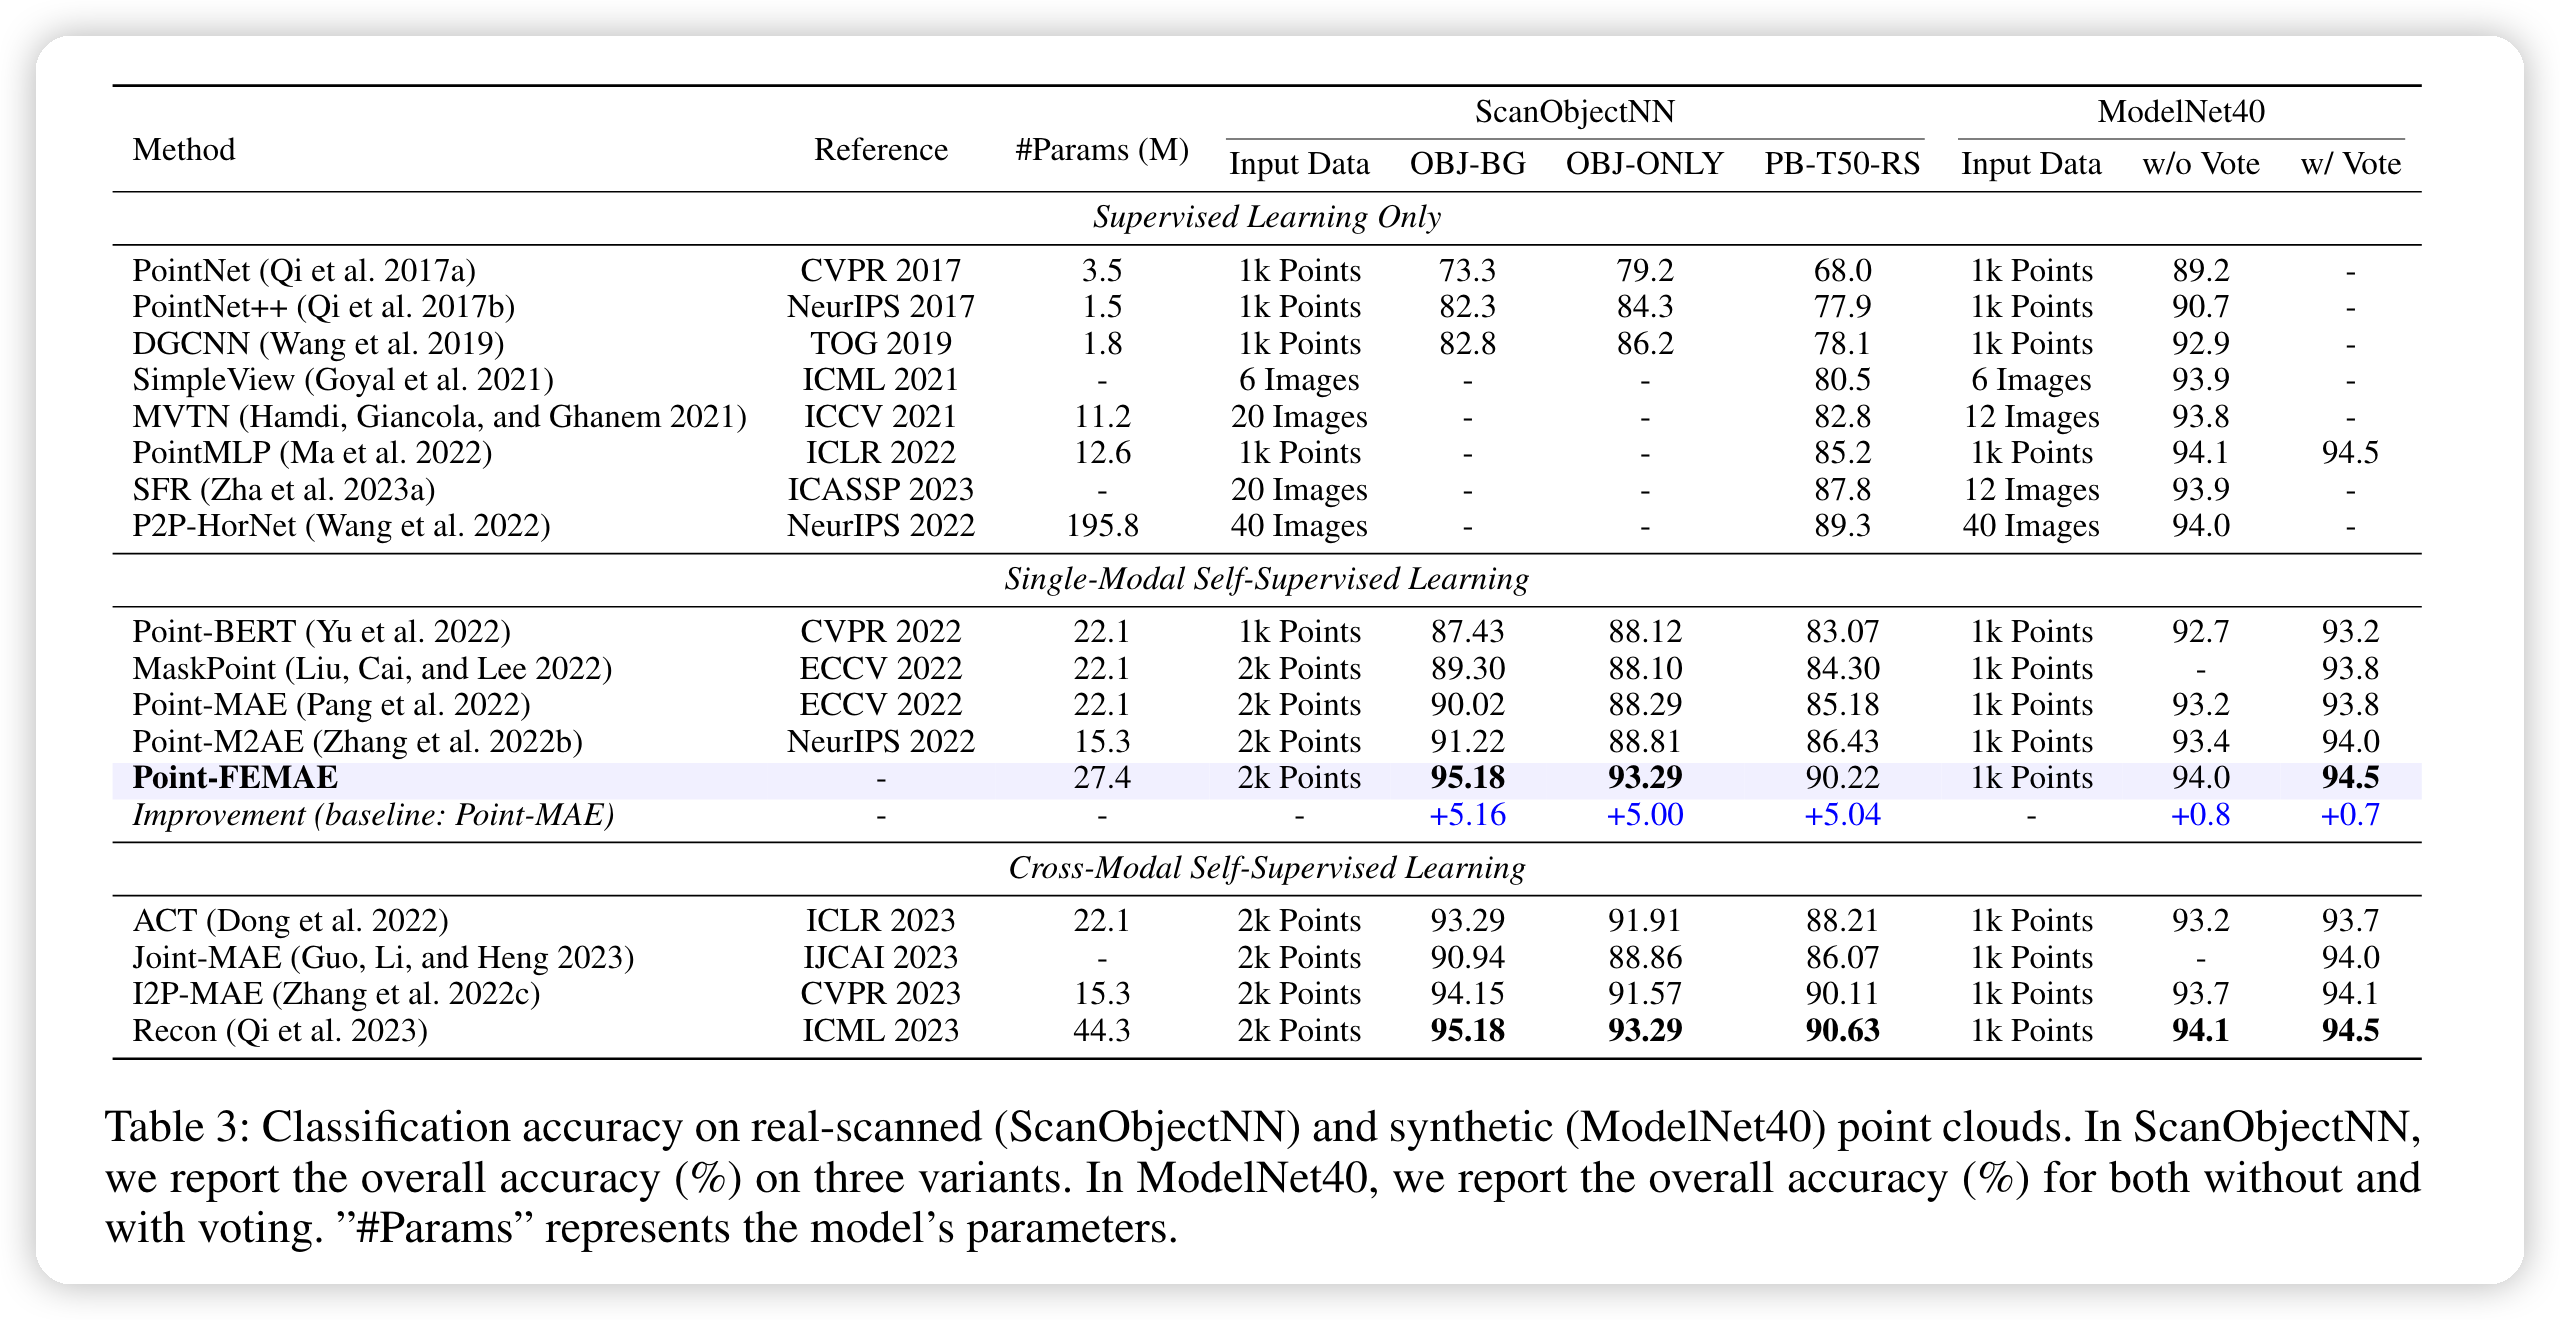 ScanObjectNN ModelNet40
Method Reference #Params (M)
Input Data OBJ-BG OBJ-ONLY PB-T50-RS Input Data w/o Vote w/ Vote
Supervised Learning Only
PointNet (Qi et al. 2017a) CVPR 2017 3.5 1k Points 73.3 79.2 68.0 1k Points 89.2 -
PointNet++ (Qi et al. 2017b) NeurIPS 2017 1.5 1k Points 82.3 84.3 77.9 1k Points 90.7 -
DGCNN (Wang et al. 2019) TOG 2019 1.8 1k Points 82.8 86.2 78.1 1k Points 92.9 -
SimpleView (Goyal et al. 2021) ICML 2021 - 6 Images - - 80.5 6 Images 93.9 -
MVTN (Hamdi, Giancola, and Ghanem 2021) ICCV 2021 11.2 20 Images - - 82.8 12 Images 93.8 -
PointMLP (Ma et al. 2022) ICLR 2022 12.6 1k Points - - 85.2 1k Points 94.1 94.5
SFR (Zha et al. 2023a) ICASSP 2023 - 20 Images - - 87.8 12 Images 93.9 -
P2P-HorNet (Wang et al. 2022) NeurIPS 2022 195.8 40 Images - - 89.3 40 Images 94.0 -
Single-Modal Self-Supervised Learning
Point-BERT (Yu et al. 2022) CVPR 2022 22.1 1k Points 87.43 88.12 83.07 1k Points 92.7 93.2
MaskPoint (Liu, Cai, and Lee 2022) ECCV 2022 22.1 2k Points 89.30 88.10 84.30 1k Points - 93.8
Point-MAE (Pang et al. 2022) ECCV 2022 22.1 2k Points 90.02 88.29 85.18 1k Points 93.2 93.8
Point-M2AE (Zhang et al. 2022b) NeurIPS 2022 15.3 2k Points 91.22 88.81 86.43 1k Points 93.4 94.0
Point-FEMAE - 27.4 2k Points 95.18 93.29 90.22 1k Points 94.0 94.5
Improvement (baseline: Point-MAE) - - - +5.16 +5.00 +5.04 - +0.8 +0.7
Cross-Modal Self-Supervised Learning
ACT (Dong et al. 2022) ICLR 2023 22.1 2k Points 93.29 91.91 88.21 1k Points 93.2 93.7
Joint-MAE (Guo, Li, and Heng 2023) IJCAI 2023 - 2k Points 90.94 88.86 86.07 1k Points - 94.0
I2P-MAE (Zhang et al. 2022c) CVPR 2023 15.3 2k Points 94.15 91.57 90.11 1k Points 93.7 94.1
Recon (Qi et al. 2023) ICML 2023 44.3 2k Points 95.18 93.29 90.63 1k Points 94.1 94.5
Table 3: Classification accuracy on real-scanned (ScanObjectNN) and synthetic (ModelNet40) point clouds. In ScanObjectNN,
we report the overall accuracy (%) on three variants. In ModelNet40, we report the overall accuracy (%) for both without and
with voting. ”#Params” represents the model’s parameters.